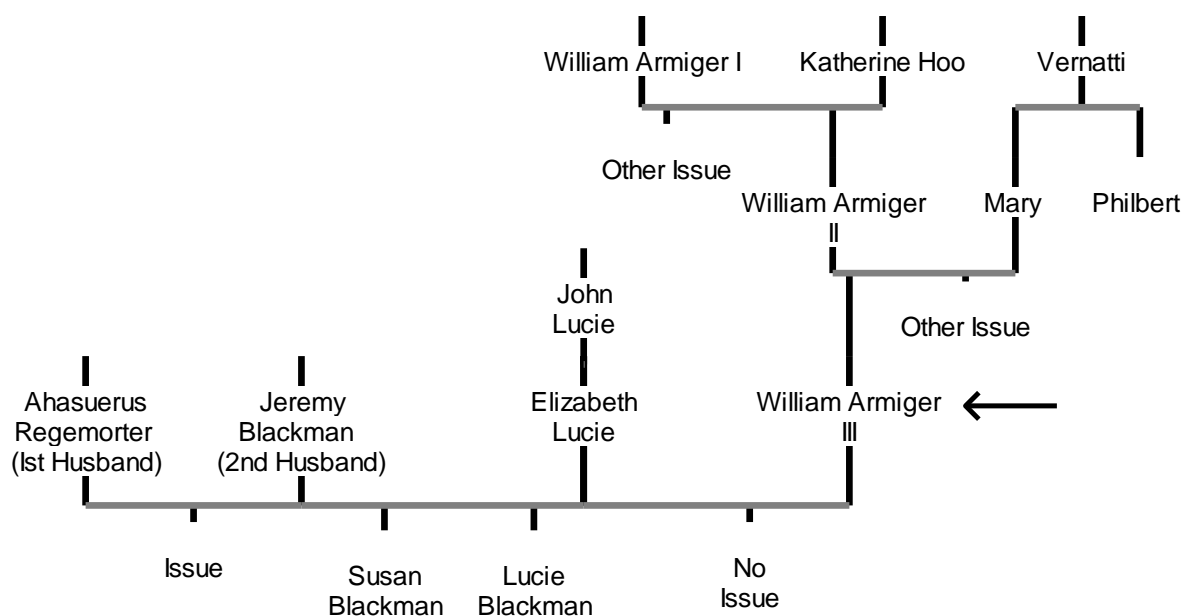 William Armiger I
Katherine Hoo
Vernatti
Other Issue
William Armiger
II
Mary
Philbert
John
Lucie
Other Issue
Ahasuerus
Regemorter
(Ist Husband)
Jeremy
Blackman
(2nd Husband)
Elizabeth
Lucie
William Armiger
III
Issue
Susan
Blackman
Lucie
Blackman
No
Issue